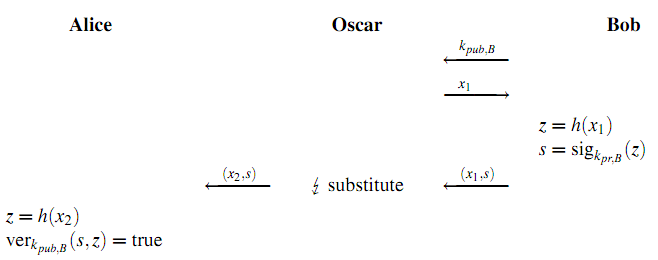 Alice Oscar Bob
k_{pub,B}
x_1
z = h(x_1)
s = sig_{k_{pr,B}}(z)
(x_2,s) ↯ substitute (x_1,s)
z = h(x_2)
ver_{k_{pub,B}}(s,z) = true